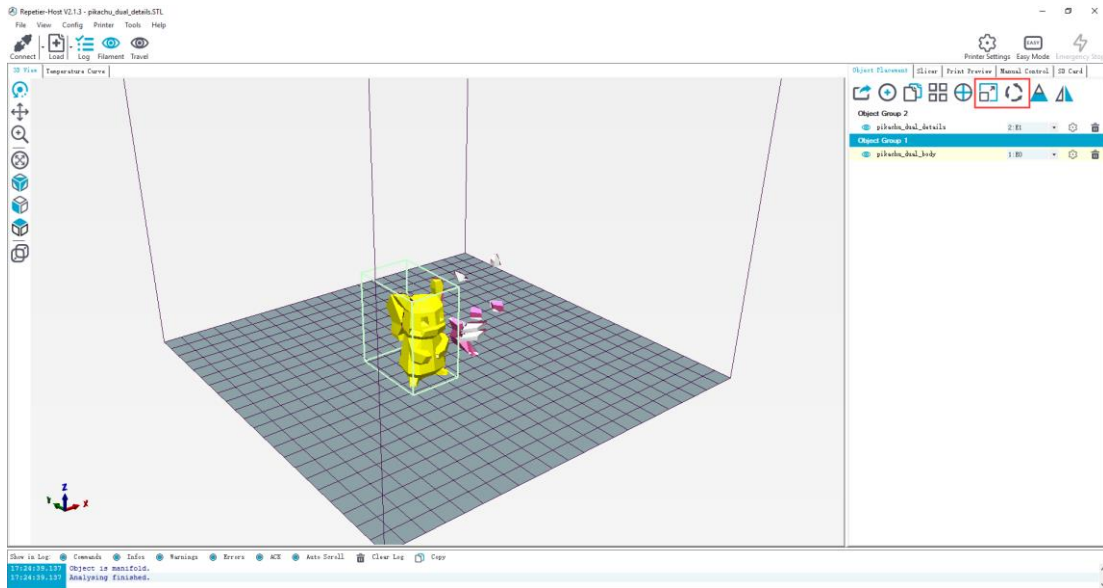 Repetier-Host V2.1.3 - pikachu_dual_details.STL
File View Config Printer Tools Help
Connect Load Log Filament Travel
Printer Settings Easy Mode Emergency Stop
EASY
3D View Temperature Curve
Object Placement Slicer Print Preview Manual Control SD Card
Object Group 2
pikachu_dual_details 2:E1
Object Group 1
pikachu_dual_body 1:E0
Z
Y
X
Show in Log: Commands Infos Warnings Errors ACK Auto Scroll Clear Log Copy
17:24:39.137 Object is manifold.
17:24:39.137 Analysing finished.